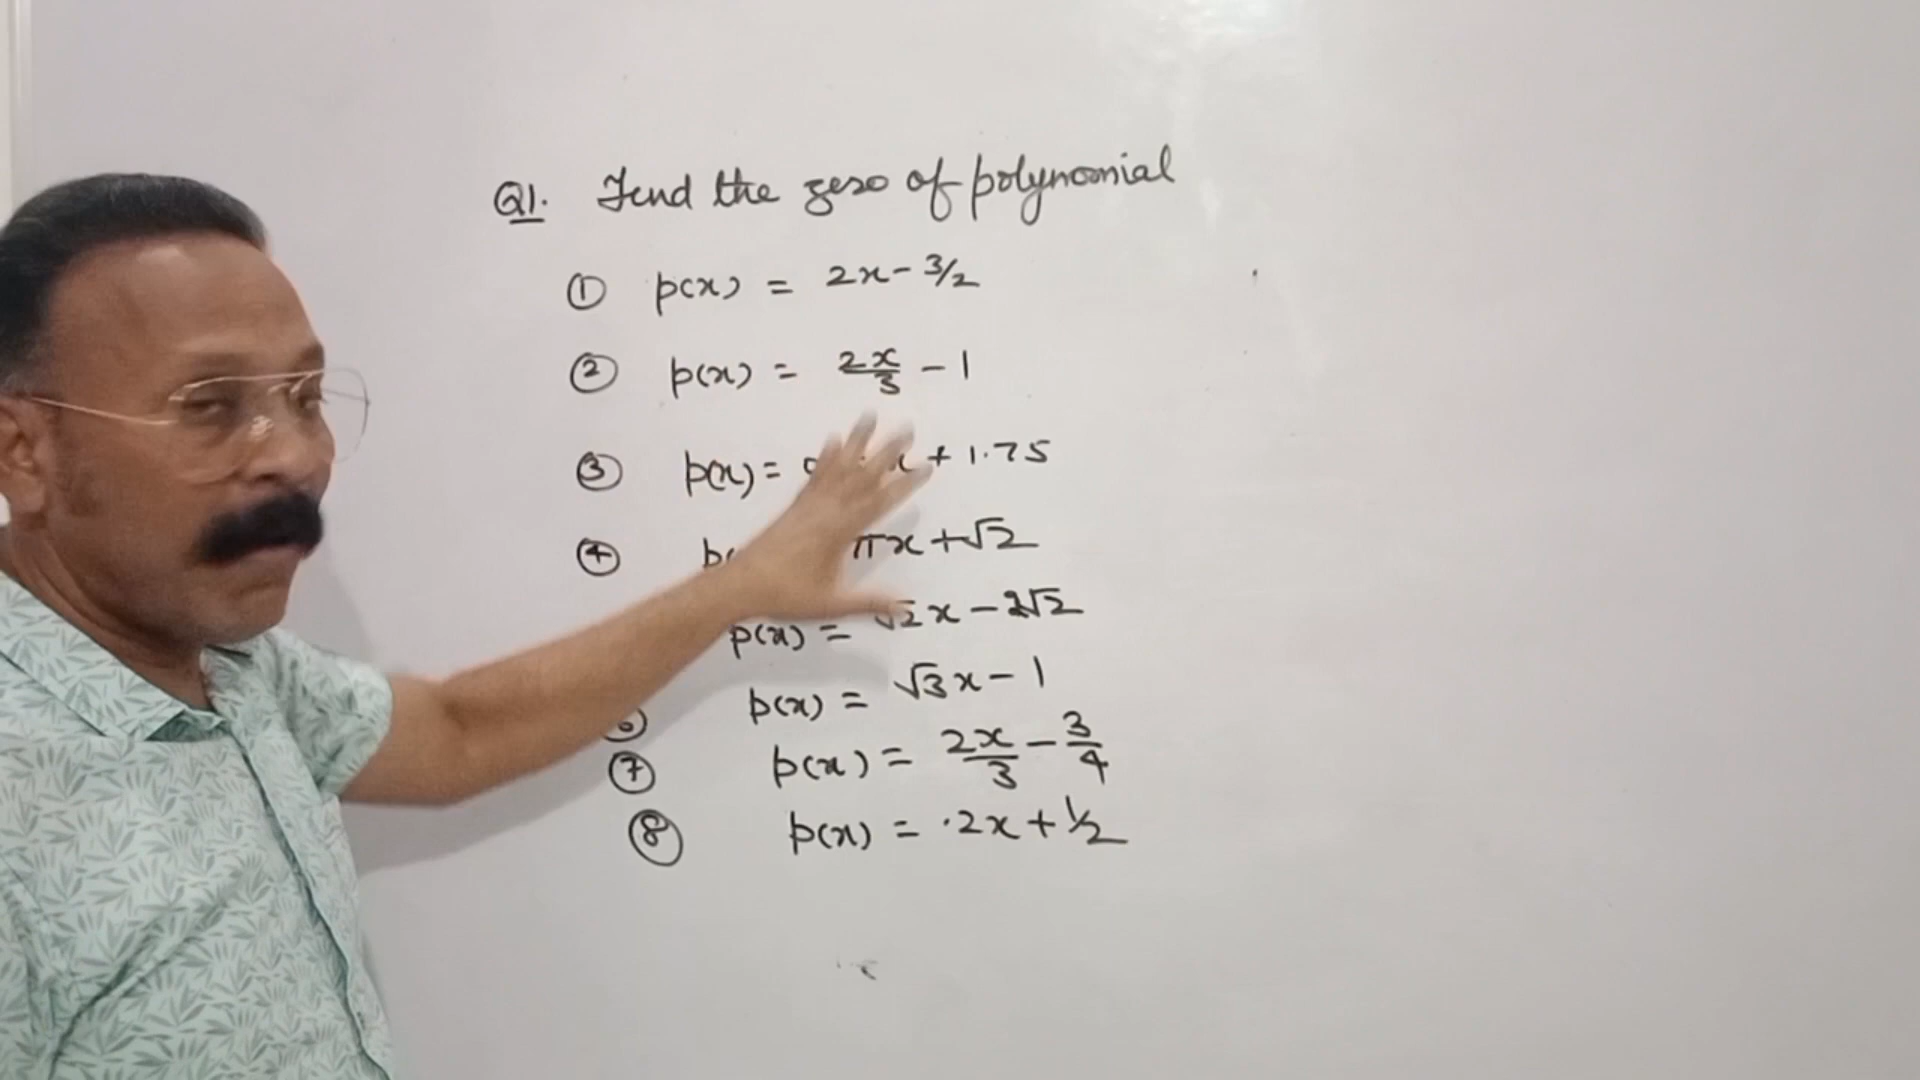 Q1. Find the zero of polynomial
① p(x) = 2x - 3/2
② p(x) = 2x/3 - 1
③ p(x) = x + 1.75
④ πx + √2
p(x) = √2x - 2√2
p(x) = √3x - 1
⑦ p(x) = 2x/3 - 3/4
⑧ p(x) = .2x + 1/2